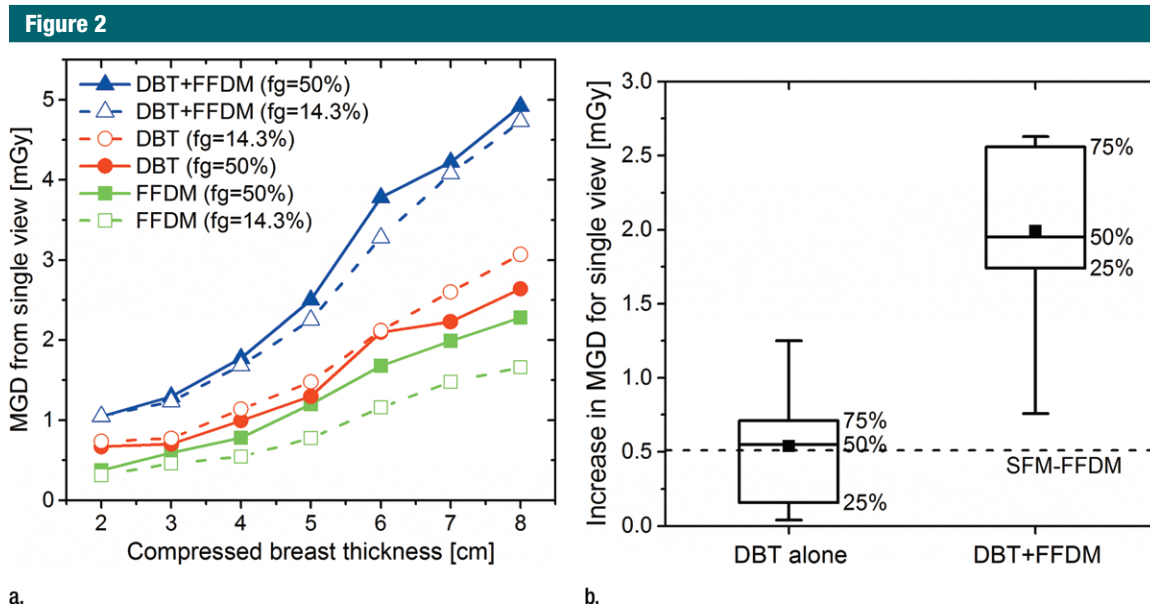 Figure 2
DBT+FFDM (fg=50%)
DBT+FFDM (fg=14.3%)
DBT (fg=14.3%)
DBT (fg=50%)
FFDM (fg=50%)
FFDM (fg=14.3%)
MGD from single view [mGy]
5
4
3
2
1
0
2 3 4 5 6 7 8
Compressed breast thickness [cm]
a.
Increase in MGD for single view [mGy]
3.0
2.5
2.0
1.5
1.0
0.5
0.0
75%
50%
25%
75%
50%
25%
SFM-FFDM
DBT alone DBT+FFDM
b.